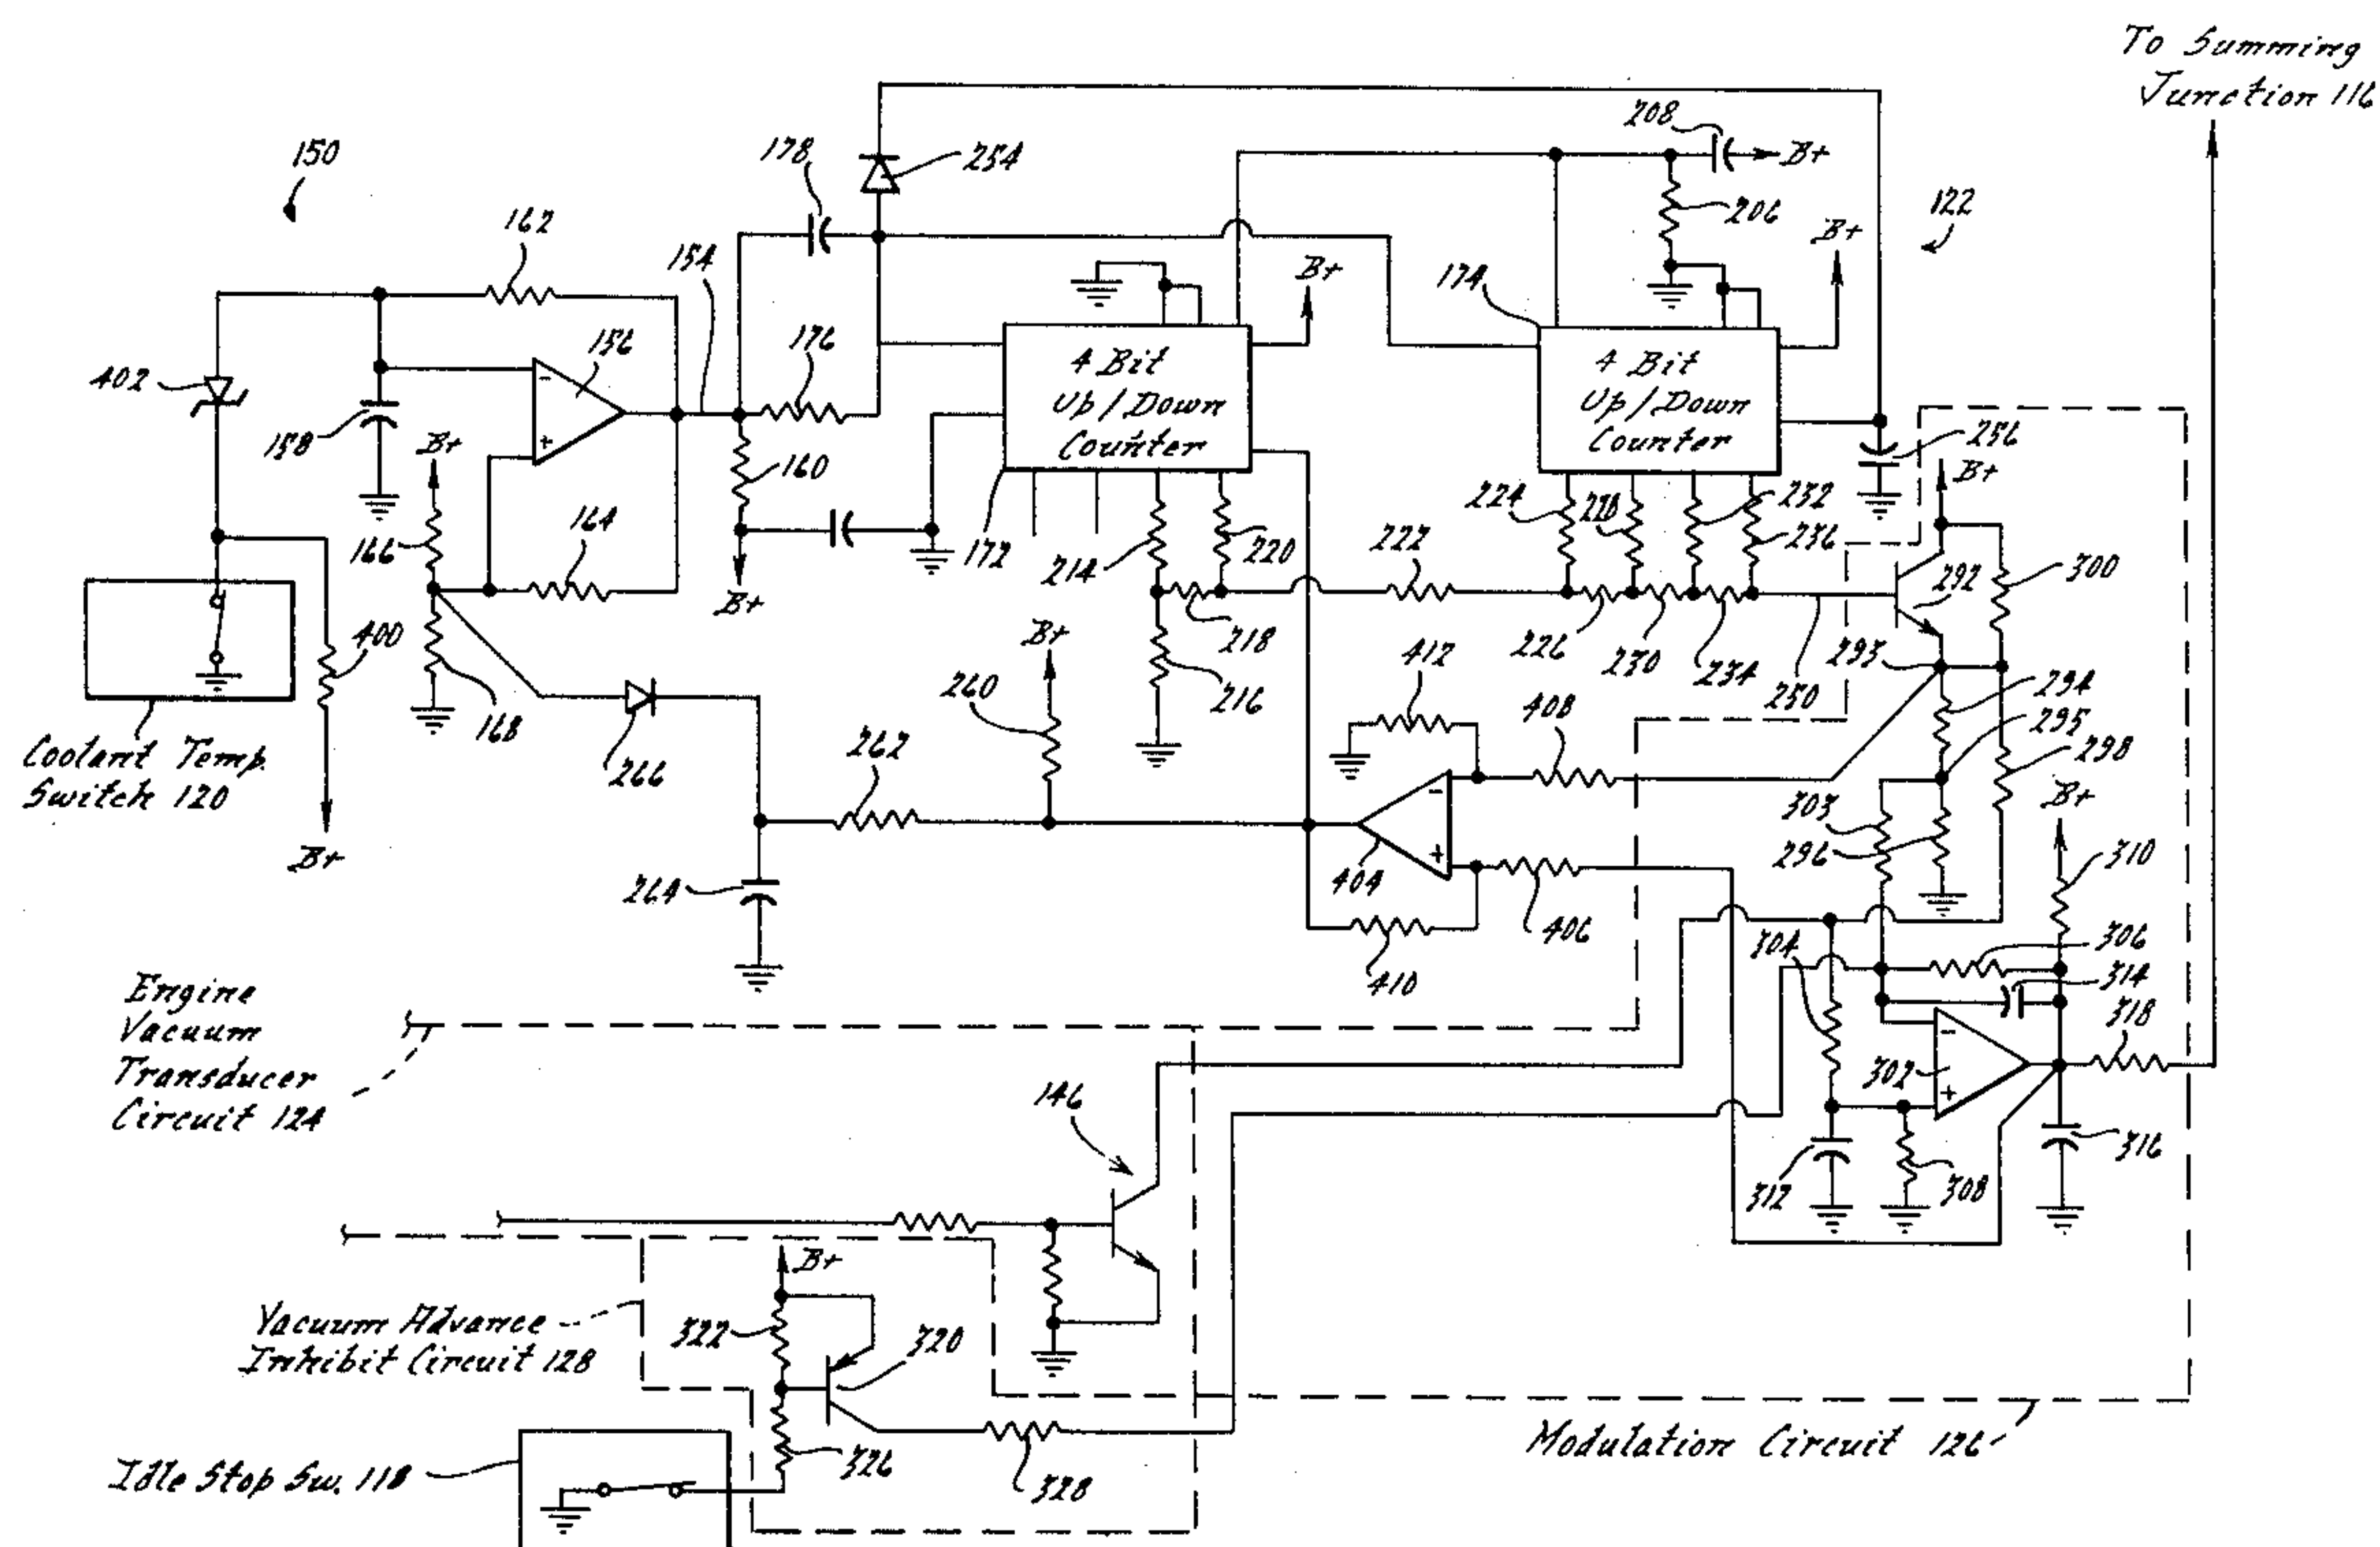 To Summing
Junction 116
150
178
254
208
B+
206
122
B+
162
154
B+
174
402
156
176
4 Bit
Up/Down
Counter
4 Bit
Up/Down
Counter
256
B+
158
B+
160
224
228
232
236
166
164
172
214
220
222
292
300
B+
400
218
226
230
234
250
293
294
295
298
Coolant Temp.
Switch 120
168
266
262
260
B+
216
412
408
303
296
B+
310
B+
264
404
406
410
304
306
314
318
Engine
Vacuum
Transducer
Circuit 124
146
302
312
308
316
Vacuum Advance
Inhibit Circuit 128
B+
322
320
326
328
Idle Stop Sw. 118
Modulation Circuit 126